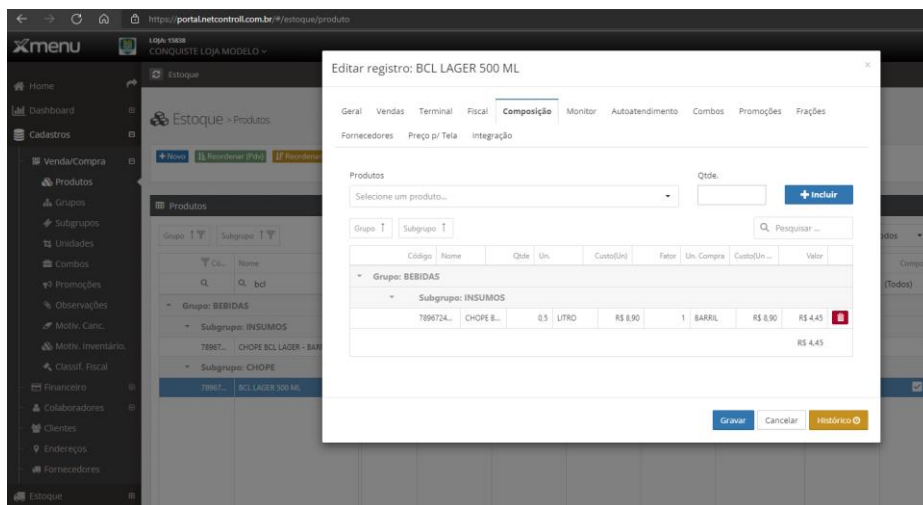 https://portal.netcontroll.com.br/#/estoque/produto
Xmenu
LOJA: 15838
CONQUISTE LOJA MODELO
Estoque
Home
Dashboard
Cadastros
Venda/Compra
Produtos
Grupos
Subgrupos
Unidades
Combos
Promoções
Observações
Motiv. Canc.
Motiv. Inventário.
Classif. Fiscal
Financeiro
Colaboradores
Clientes
Endereços
Fornecedores
Estoque
Estoque > Produtos
+Novo Reordenar (Pdv) Reordenar
Produtos
Grupo Subgrupo
Có... Nome
bcl
Grupo: BEBIDAS
Subgrupo: INSUMOS
78967... CHOPE BCL LAGER - BARI
Subgrupo: CHOPE
78967... BCL LAGER 500 ML
Editar registro: BCL LAGER 500 ML
×
Geral Vendas Terminal Fiscal Composição Monitor Autoatendimento Combos Promoções Frações
Fornecedores Preço p/ Tela Integração
Produtos Qtde.
Selecione um produto... +Incluir
Grupo Subgrupo Pesquisar ...
Código Nome Qtde Un. Custo(Un) Fator Un. Compra Custo(Un ... Valor
Grupo: BEBIDAS
Subgrupo: INSUMOS
7896724... CHOPE B... 0,5 LITRO R$ 8,90 1 BARRIL R$ 8,90 R$ 4,45
R$ 4,45
Gravar Cancelar Histórico
(Todos)